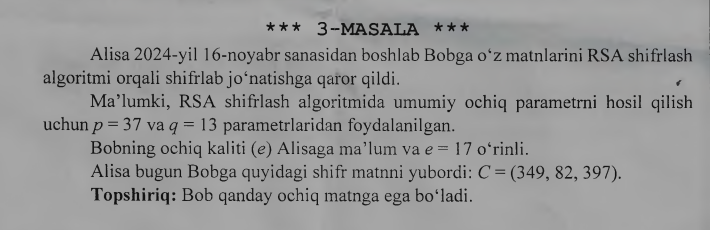 *** 3-MASALA ***
Alisa 2024-yil 16-noyabr sanasidan boshlab Bobga o‘z matnlarini RSA shifrlash
algoritmi orqali shifrlab jo‘natishga qaror qildi.
Ma’lumki, RSA shifrlash algoritmida umumiy ochiq parametrni hosil qilish
uchun p = 37 va q = 13 parametrlaridan foydalanilgan.
Bobning ochiq kaliti (e) Alisaga ma’lum va e = 17 o‘rinli.
Alisa bugun Bobga quyidagi shifr matnni yubordi: C = (349, 82, 397).
Topshiriq: Bob qanday ochiq matnga ega bo‘ladi.